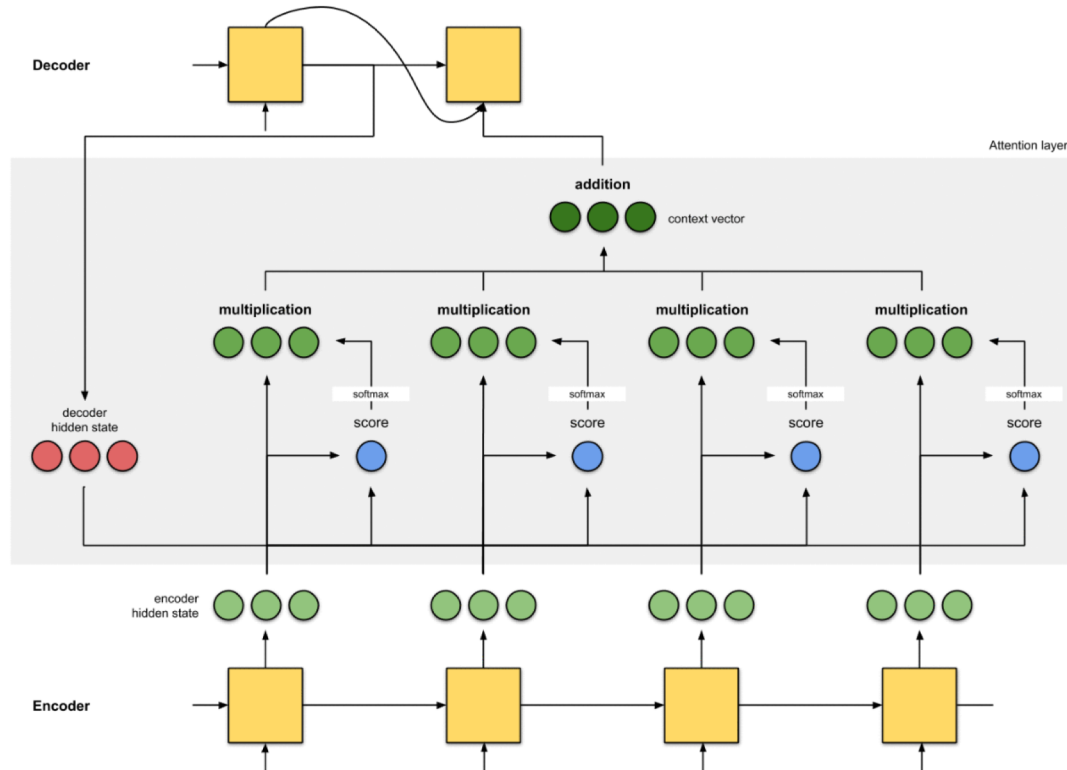 Decoder
Attention layer
addition
context vector
multiplication
multiplication
multiplication
multiplication
softmax
softmax
softmax
softmax
decoder
hidden state
score
score
score
score
encoder
hidden state
Encoder